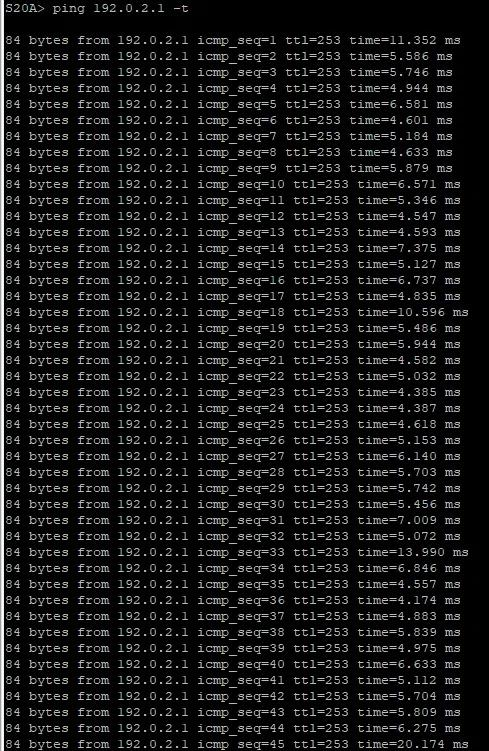 S20A> ping 192.0.2.1 -t
84 bytes from 192.0.2.1 icmp_seq=1 ttl=253 time=11.352 ms
84 bytes from 192.0.2.1 icmp_seq=2 ttl=253 time=5.586 ms
84 bytes from 192.0.2.1 icmp_seq=3 ttl=253 time=5.746 ms
84 bytes from 192.0.2.1 icmp_seq=4 ttl=253 time=4.944 ms
84 bytes from 192.0.2.1 icmp_seq=5 ttl=253 time=6.581 ms
84 bytes from 192.0.2.1 icmp_seq=6 ttl=253 time=4.601 ms
84 bytes from 192.0.2.1 icmp_seq=7 ttl=253 time=5.184 ms
84 bytes from 192.0.2.1 icmp_seq=8 ttl=253 time=4.633 ms
84 bytes from 192.0.2.1 icmp_seq=9 ttl=253 time=5.879 ms
84 bytes from 192.0.2.1 icmp_seq=10 ttl=253 time=6.571 ms
84 bytes from 192.0.2.1 icmp_seq=11 ttl=253 time=5.346 ms
84 bytes from 192.0.2.1 icmp_seq=12 ttl=253 time=4.547 ms
84 bytes from 192.0.2.1 icmp_seq=13 ttl=253 time=4.593 ms
84 bytes from 192.0.2.1 icmp_seq=14 ttl=253 time=7.375 ms
84 bytes from 192.0.2.1 icmp_seq=15 ttl=253 time=5.127 ms
84 bytes from 192.0.2.1 icmp_seq=16 ttl=253 time=6.737 ms
84 bytes from 192.0.2.1 icmp_seq=17 ttl=253 time=4.835 ms
84 bytes from 192.0.2.1 icmp_seq=18 ttl=253 time=10.596 ms
84 bytes from 192.0.2.1 icmp_seq=19 ttl=253 time=5.486 ms
84 bytes from 192.0.2.1 icmp_seq=20 ttl=253 time=5.944 ms
84 bytes from 192.0.2.1 icmp_seq=21 ttl=253 time=4.582 ms
84 bytes from 192.0.2.1 icmp_seq=22 ttl=253 time=5.032 ms
84 bytes from 192.0.2.1 icmp_seq=23 ttl=253 time=4.385 ms
84 bytes from 192.0.2.1 icmp_seq=24 ttl=253 time=4.387 ms
84 bytes from 192.0.2.1 icmp_seq=25 ttl=253 time=4.618 ms
84 bytes from 192.0.2.1 icmp_seq=26 ttl=253 time=5.153 ms
84 bytes from 192.0.2.1 icmp_seq=27 ttl=253 time=6.140 ms
84 bytes from 192.0.2.1 icmp_seq=28 ttl=253 time=5.703 ms
84 bytes from 192.0.2.1 icmp_seq=29 ttl=253 time=5.742 ms
84 bytes from 192.0.2.1 icmp_seq=30 ttl=253 time=5.456 ms
84 bytes from 192.0.2.1 icmp_seq=31 ttl=253 time=7.009 ms
84 bytes from 192.0.2.1 icmp_seq=32 ttl=253 time=5.072 ms
84 bytes from 192.0.2.1 icmp_seq=33 ttl=253 time=13.990 ms
84 bytes from 192.0.2.1 icmp_seq=34 ttl=253 time=6.846 ms
84 bytes from 192.0.2.1 icmp_seq=35 ttl=253 time=4.557 ms
84 bytes from 192.0.2.1 icmp_seq=36 ttl=253 time=4.174 ms
84 bytes from 192.0.2.1 icmp_seq=37 ttl=253 time=4.883 ms
84 bytes from 192.0.2.1 icmp_seq=38 ttl=253 time=5.839 ms
84 bytes from 192.0.2.1 icmp_seq=39 ttl=253 time=4.975 ms
84 bytes from 192.0.2.1 icmp_seq=40 ttl=253 time=6.633 ms
84 bytes from 192.0.2.1 icmp_seq=41 ttl=253 time=5.112 ms
84 bytes from 192.0.2.1 icmp_seq=42 ttl=253 time=5.704 ms
84 bytes from 192.0.2.1 icmp_seq=43 ttl=253 time=5.809 ms
84 bytes from 192.0.2.1 icmp_seq=44 ttl=253 time=6.275 ms
84 bytes from 192.0.2.1 icmp_seq=45 ttl=253 time=20.174 ms